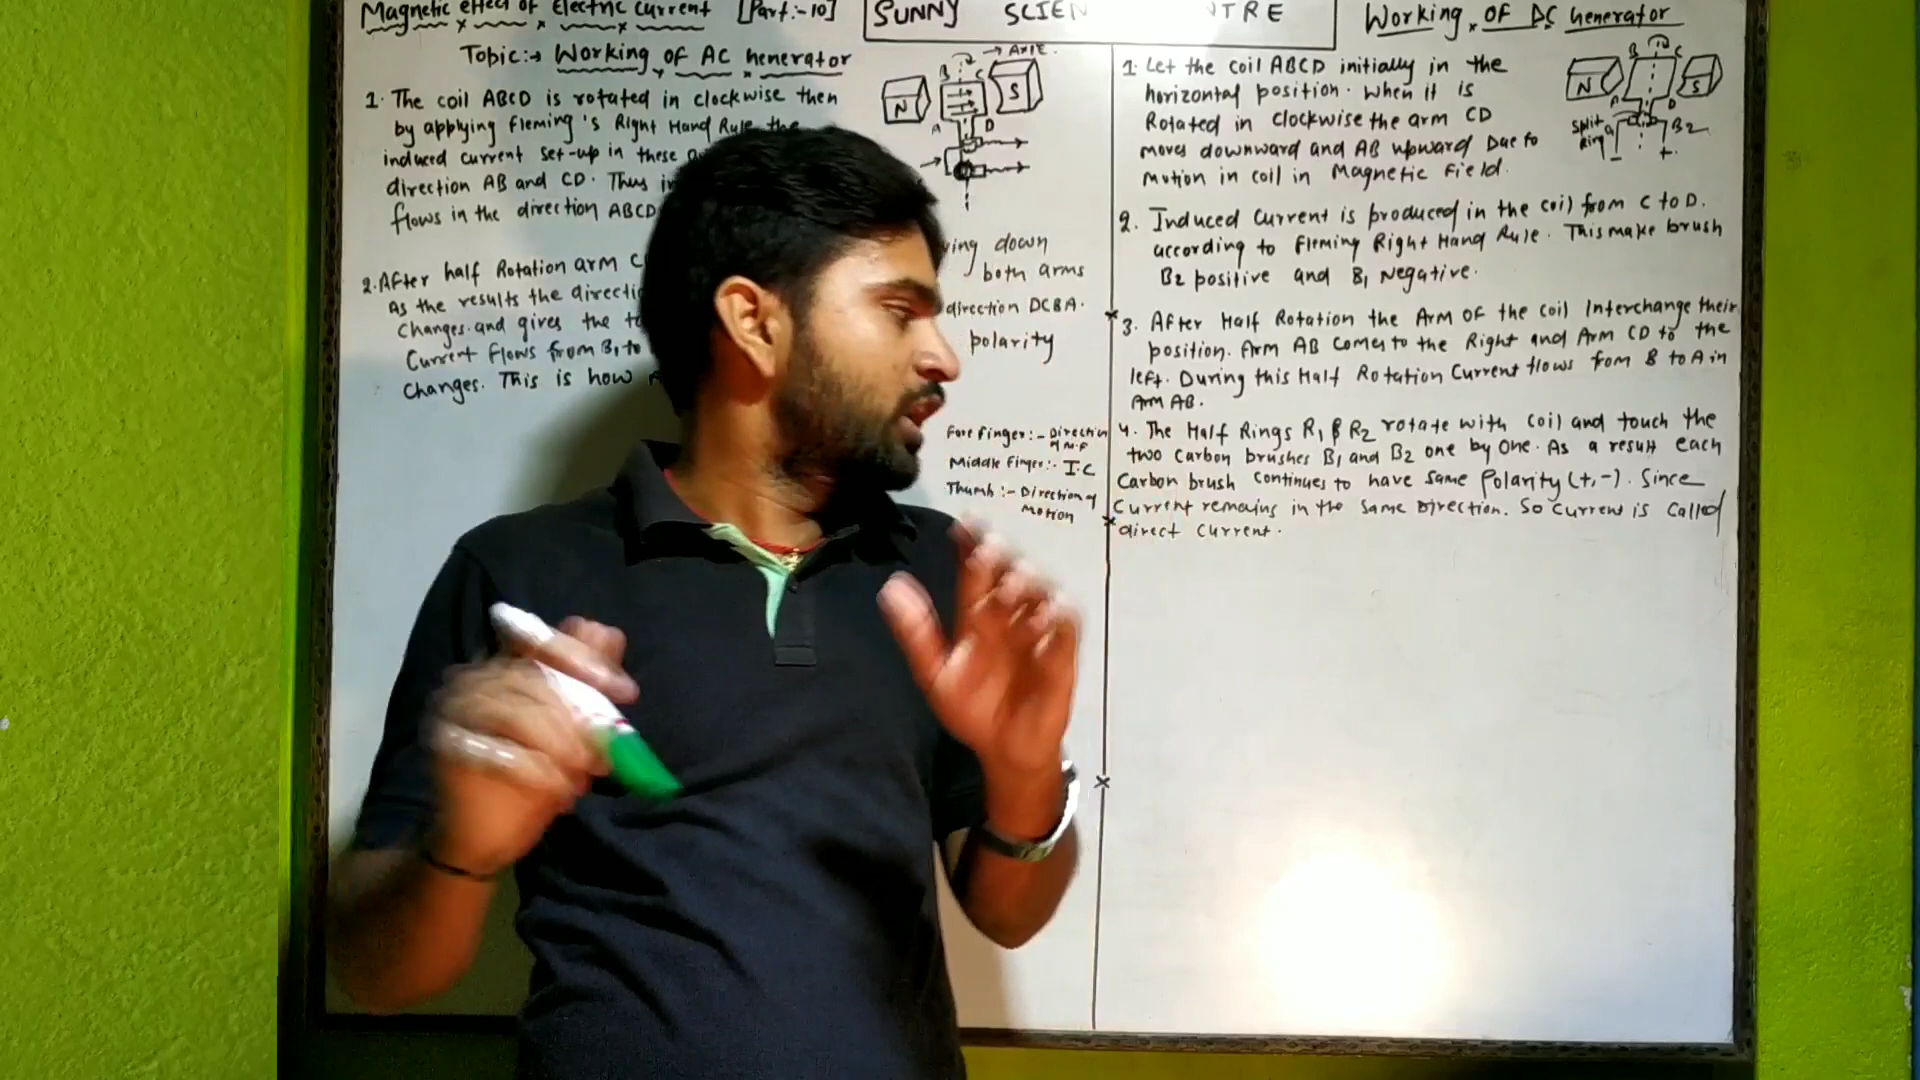 Magnetic effect of Electric current [Part:-10]
Topic:→ Working of AC Generator
1. The coil ABCD is rotated in clockwise then
by applying Fleming's Right Hand Rule the
induced current set-up in these
direction AB and CD. Thus
flows in the direction ABCD
2. After half Rotation arm
As the results the
changes and gives the
Current flows from B1 to
changes. This is how
SUNNY
→ AXLE.
B C
N S
A D
down
both arms
direction DCBA.
polarity
Fore Finger:- Direction
of M.F
Middle Finger:- I.C
Thumb:- Direction of
Motion
Working OF DC Generator
1. Let the coil ABCD initially in the
horizontal position. When it is
Rotated in clockwise the arm CD
moves downward and AB upward Due to
Motion in coil in Magnetic Field.
B C
N S
A D
Split
Ring
B2
- +
2. Induced Current is produced in the coil from C to D.
according to Fleming Right Hand Rule. This make brush
B2 positive and B1 Negative.
3. After Half Rotation the Arm of the coil Interchange their
position. Arm AB comes to the Right and Arm CD to the
left. During this Half Rotation Current flows from B to A in
Arm AB.
4. The Half Rings R1 & R2 rotate with coil and touch the
two Carbon brushes B1 and B2 one by One. As a result each
Carbon brush continues to have same Polarity (+,-). Since
Current remains in the same Direction. So current is called
direct current.